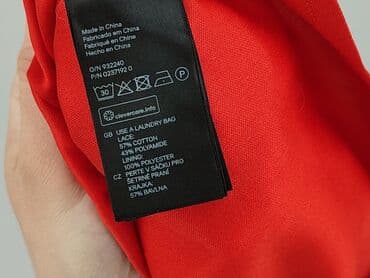 Made in China
Fabricado em China
Fabriqué en China
Hecho en China
O/N 932240
P/N 0237192 0
30 P
clevercare.info
GB USE A LAUNDRY BAG
LACE:
57% COTTON
43% POLYAMIDE
LINING:
100% POLYESTER
CZ PERTE V SÁČKU PRO
ŠETRNÉ PRANÍ
KRAJKA:
57% BAVLNA